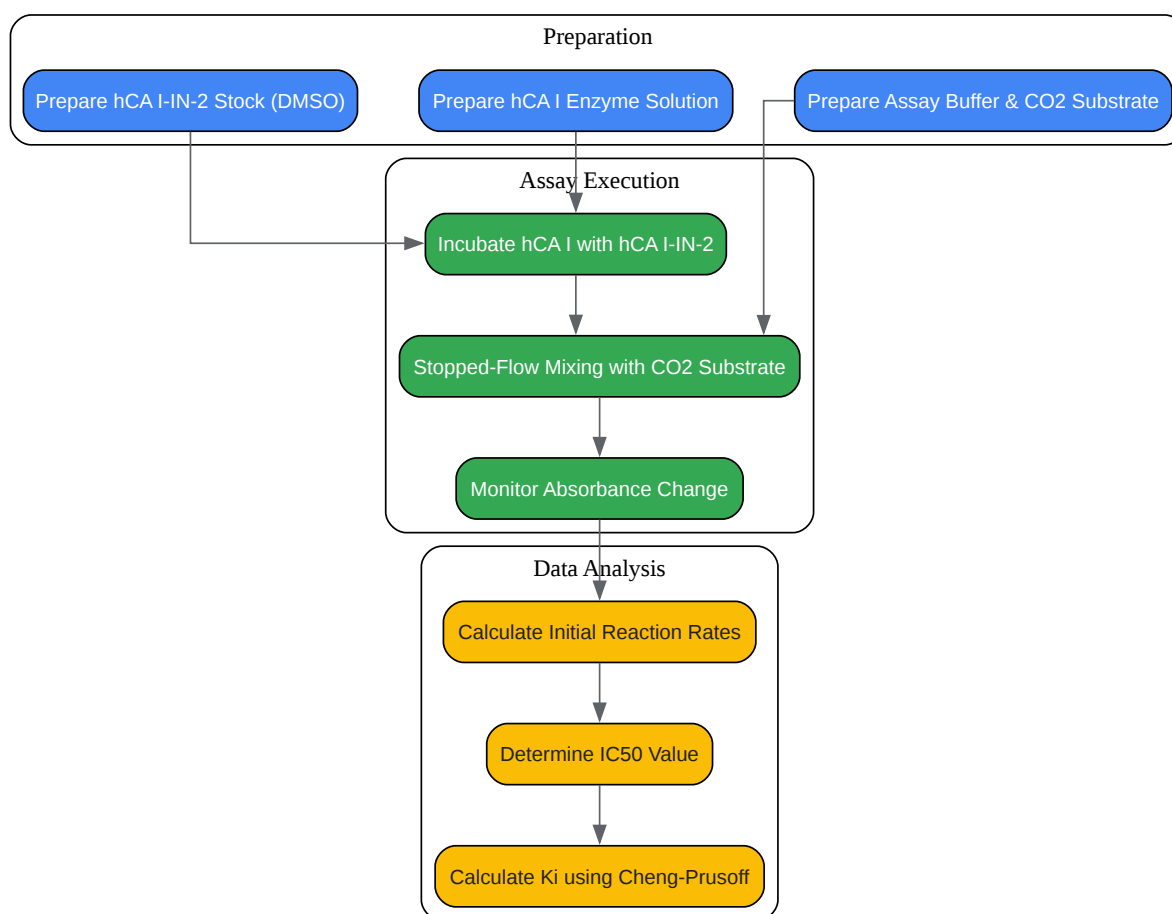 Preparation
Prepare hCA I-IN-2 Stock (DMSO)
Prepare hCA I Enzyme Solution
Prepare Assay Buffer & CO2 Substrate
Assay Execution
Incubate hCA I with hCA I-IN-2
Stopped-Flow Mixing with CO2 Substrate
Monitor Absorbance Change
Data Analysis
Calculate Initial Reaction Rates
Determine IC50 Value
Calculate Ki using Cheng-Prusoff